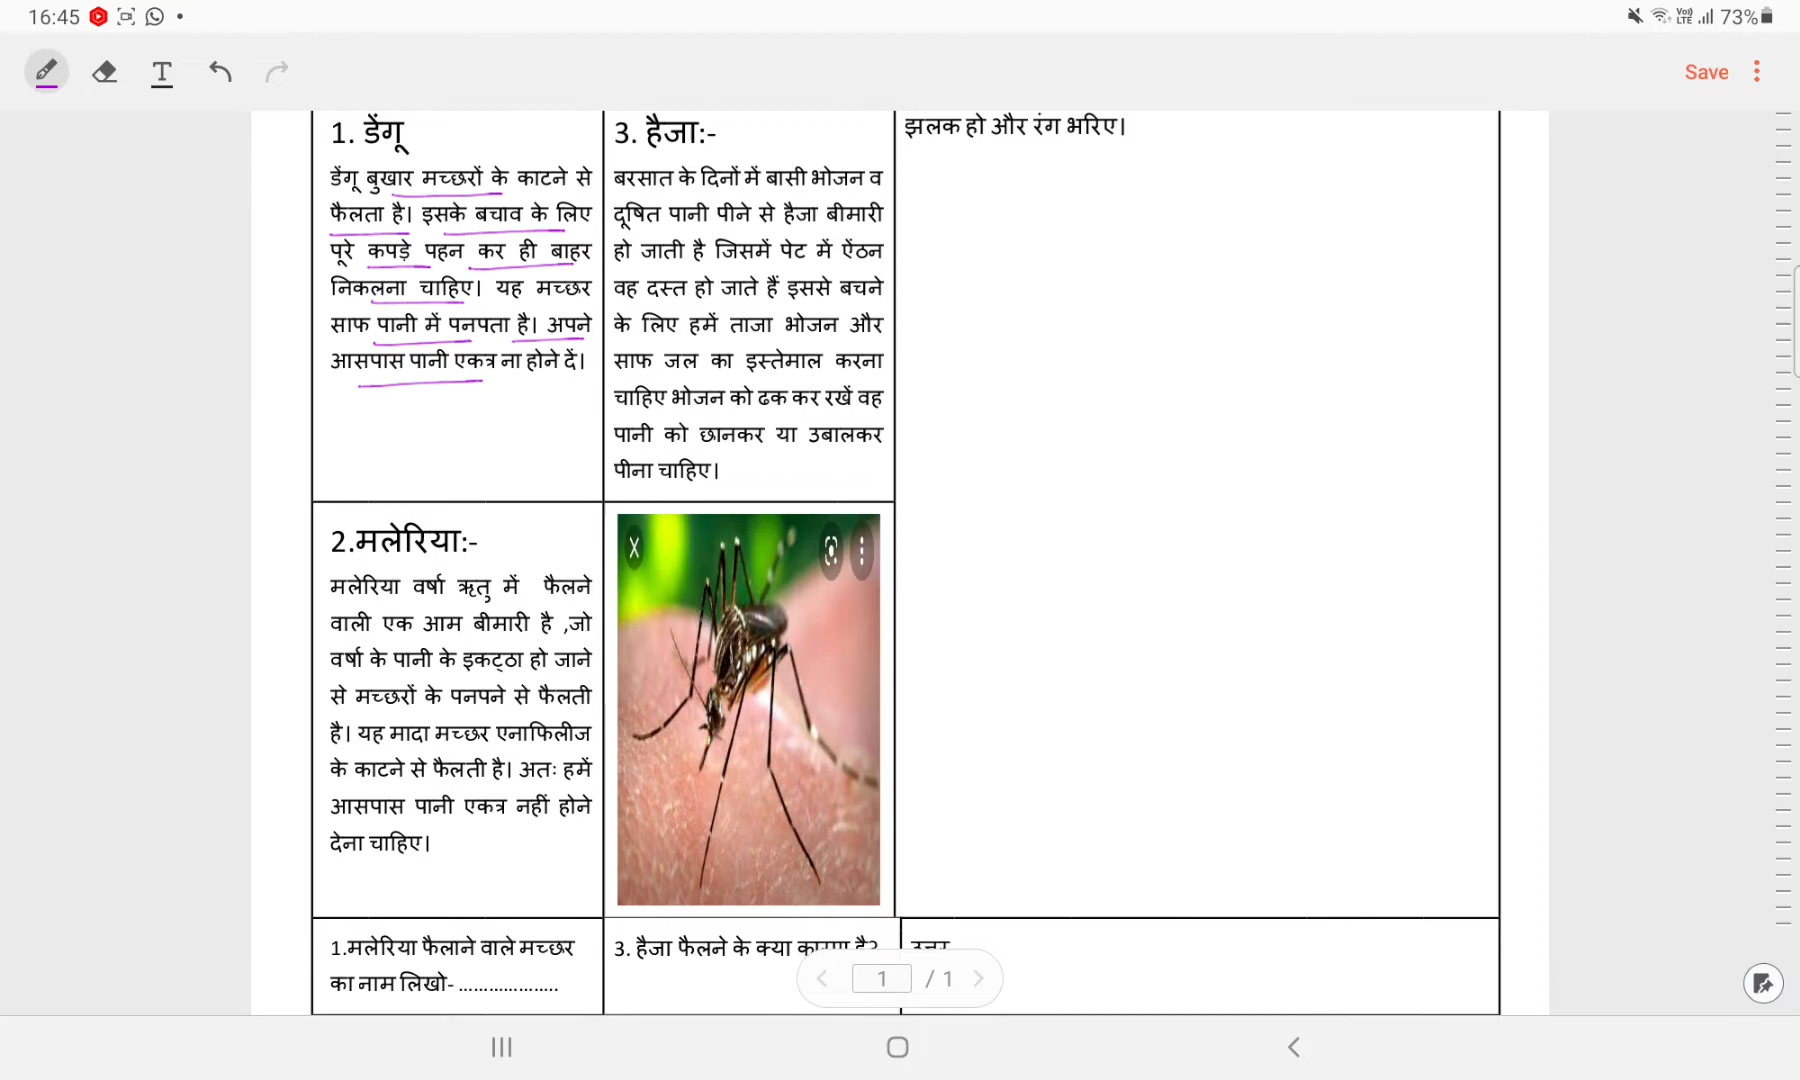 16:45
73%
Save
1. डेंगू
डेंगू बुखार मच्छरों के काटने से
फैलता है। इसके बचाव के लिए
पूरे कपड़े पहन कर ही बाहर
निकलना चाहिए। यह मच्छर
साफ पानी में पनपता है। अपने
आसपास पानी एकत्र ना होने दें।
3. हैजा:-
बरसात के दिनों में बासी भोजन व
दूषित पानी पीने से हैजा बीमारी
हो जाती है जिसमें पेट में ऐंठन
वह दस्त हो जाते हैं इससे बचने
के लिए हमें ताजा भोजन और
साफ जल का इस्तेमाल करना
चाहिए भोजन को ढक कर रखें वह
पानी को छानकर या उबालकर
पीना चाहिए।
झलक हो और रंग भरिए।
2.मलेरिया:-
मलेरिया वर्षा ऋतु में फैलने
वाली एक आम बीमारी है ,जो
वर्षा के पानी के इकट्ठा हो जाने
से मच्छरों के पनपने से फैलती
है। यह मादा मच्छर एनाफिलीज
के काटने से फैलती है। अतः हमें
आसपास पानी एकत्र नहीं होने
देना चाहिए।
1.मलेरिया फैलाने वाले मच्छर
का नाम लिखो- ...................
3. हैजा फैलने के क्या
1 / 1